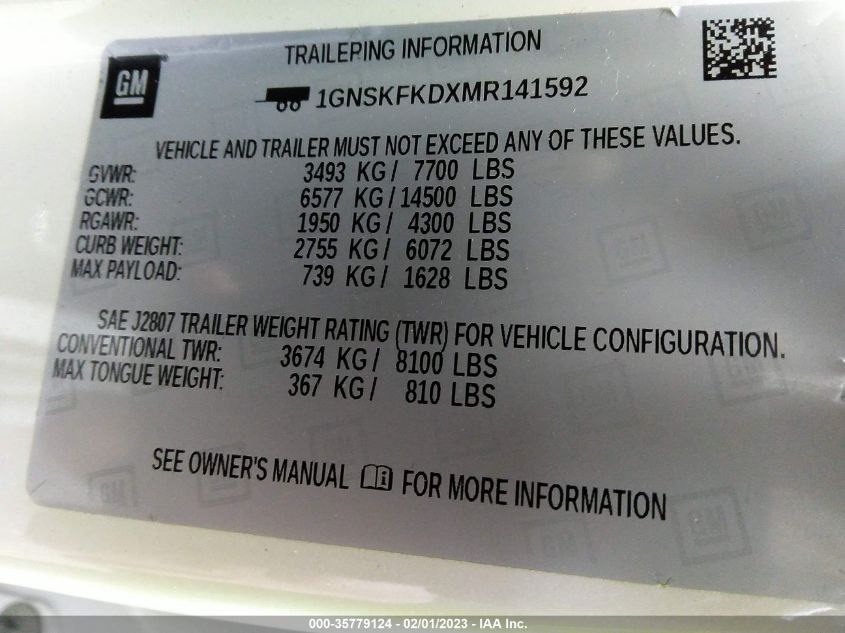 GM
TRAILEPING INFORMATION
1GNSKFKDXMR141592
VEHICLE AND TRAILER MUST NOT EXCEED ANY OF THESE VALUES.
GVWR: 3493 KG / 7700 LBS
GCWR: 6577 KG/14500 LBS
RGAWR: 1950 KG/ 4300 LBS
CURB WEIGHT: 2755 KG/ 6072 LBS
MAX PAYLOAD: 739 KG/ 1628 LBS
SAE J2807 TRAILER WEIGHT RATING (TWR) FOR VEHICLE CONFIGURATION.
CONVENTIONAL TWR: 3674 KG/ 8100 LBS
MAX TONGUE WEIGHT: 367 KG/ 810 LBS
SEE OWNER'S MANUAL i FOR MORE INFORMATION
000-35779124 - 02/01/2023 - IAA Inc.